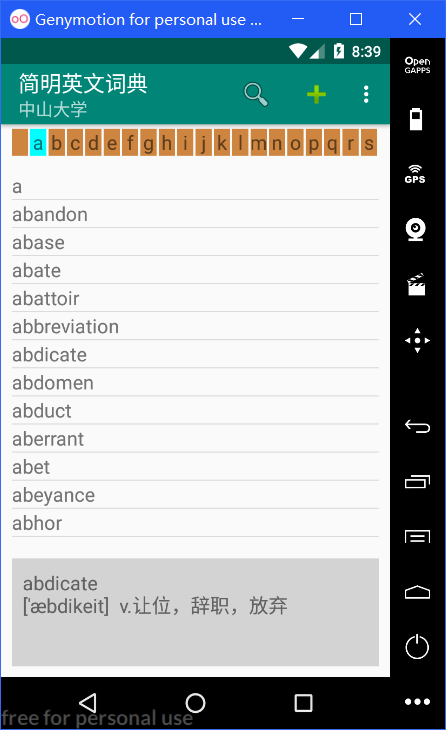 Genymotion for personal use ...
8:39
简明英文词典
中山大学
Open
GAPPS
GPS
a b c d e f g h i j k l m n o p q r s
a
abandon
abase
abate
abattoir
abbreviation
abdicate
abdomen
abduct
aberrant
abet
abeyance
abhor
abdicate
[ˈæbdikeit] v.让位，辞职，放弃
free for personal use